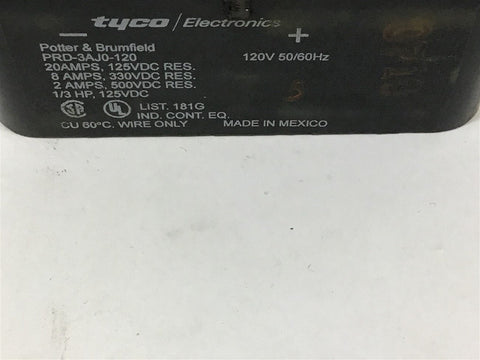 tyco / Electronics
− +
Potter & Brumfield
PRD-3AJ0-120
120V 50/60Hz
20AMPS, 125VDC RES.
8 AMPS, 330VDC RES.
2 AMPS, 500VDC RES.
1/3 HP, 125VDC
LIST. 181G
IND. CONT. EQ.
CU 60°C. WIRE ONLY MADE IN MEXICO